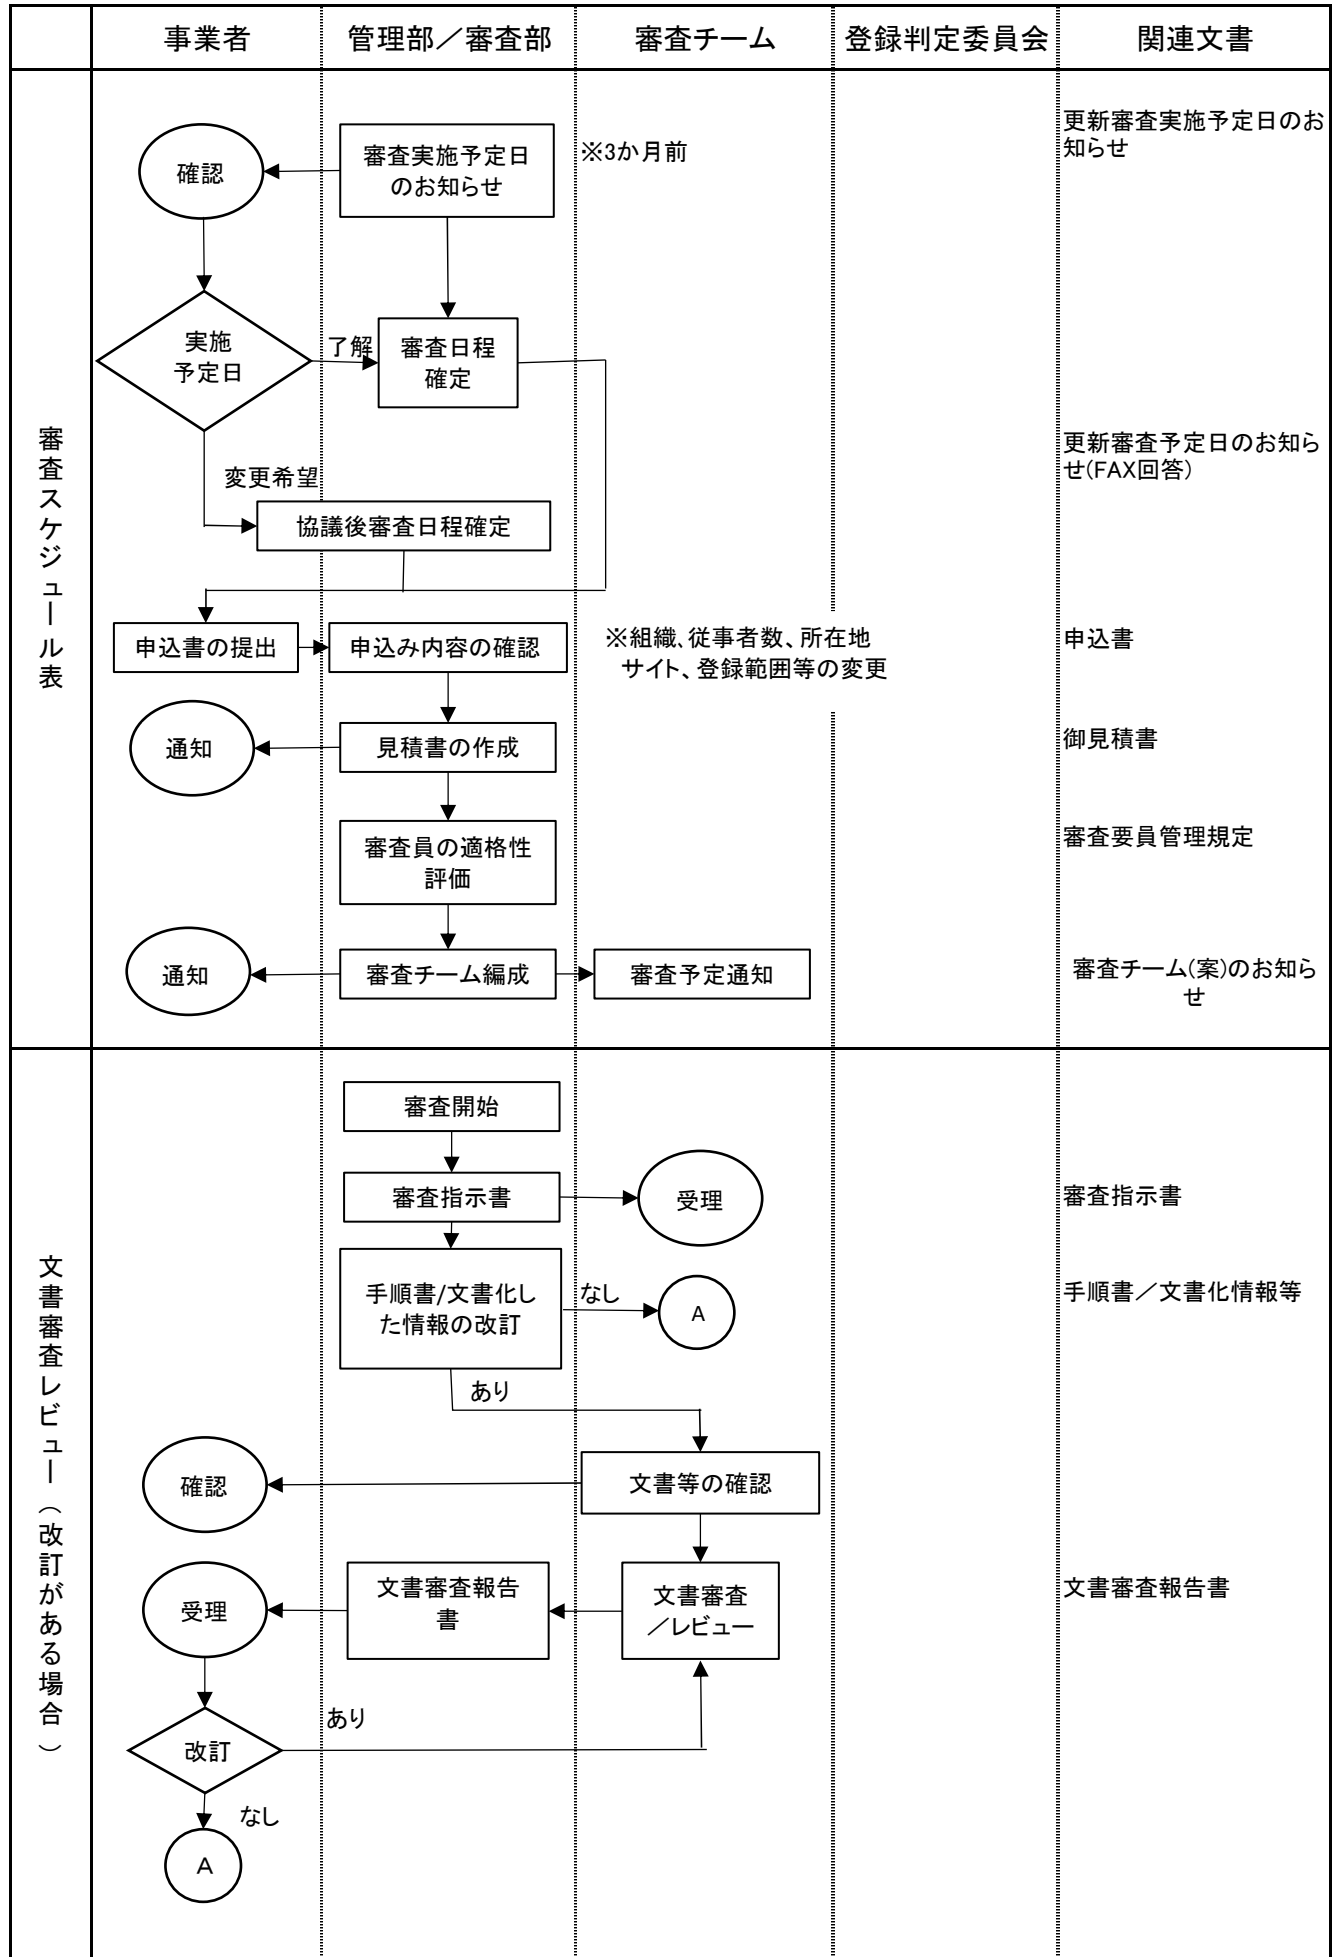 事業者
管理部／審査部
審査チーム
登録判定委員会
関連文書
審査スケジュール表
更新審査実施予定日のお
知らせ
審査実施予定日
のお知らせ
※3か月前
確認
実施
予定日
了解
審査日程
確定
更新審査予定日のお知ら
せ(FAX回答)
変更希望
協議後審査日程確定
申込書の提出
申込み内容の確認
※組織、従事者数、所在地
サイト、登録範囲等の変更
申込書
通知
見積書の作成
御見積書
審査員の適格性
評価
審査要員管理規定
通知
審査チーム編成
審査予定通知
審査チーム(案)のお知ら
せ
文書審査レビュー（改訂がある場合）
審査開始
審査指示書
受理
審査指示書
手順書/文書化し
た情報の改訂
なし
A
手順書／文書化情報等
あり
確認
文書等の確認
受理
文書審査報告
書
文書審査
／レビュー
文書審査報告書
改訂
あり
なし
A